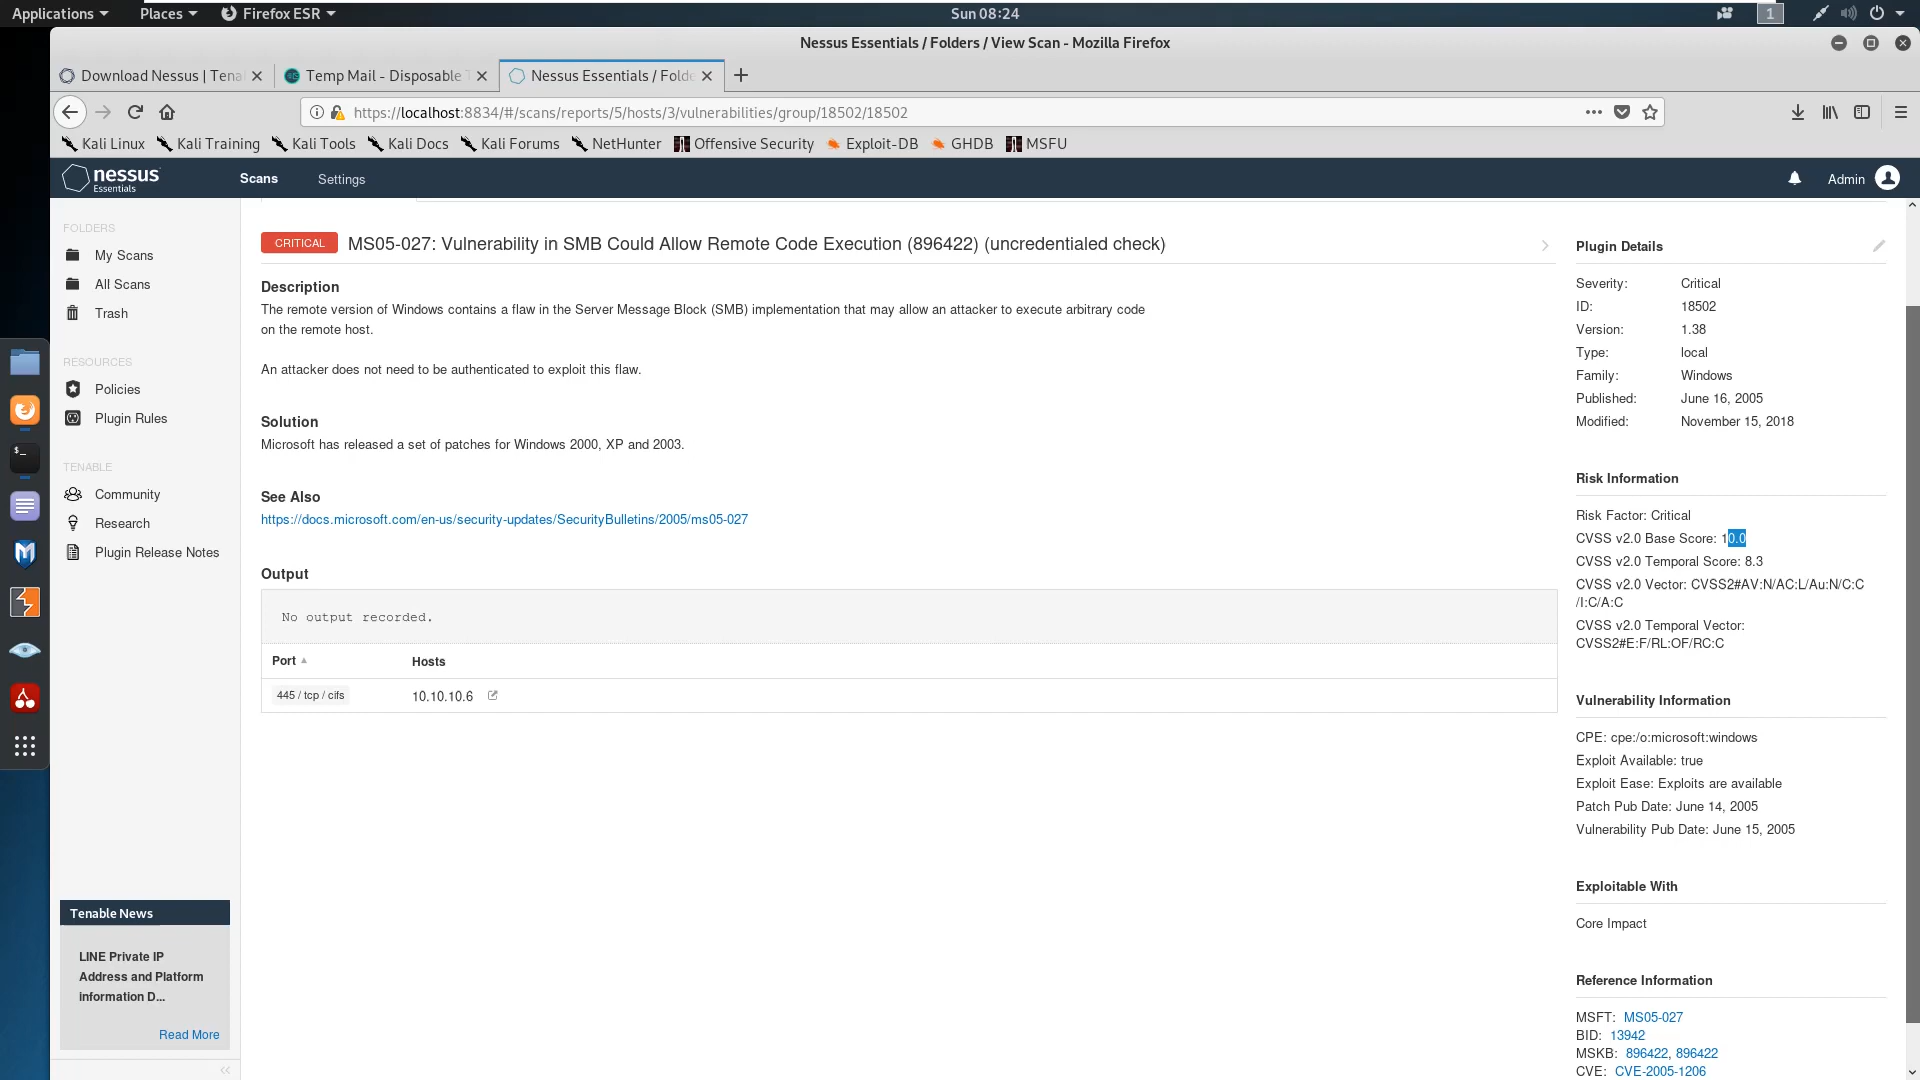 Applications Places Firefox ESR Sun 08:24 1
Nessus Essentials / Folders / View Scan - Mozilla Firefox
Download Nessus | Tena Temp Mail - Disposable T Nessus Essentials / Folde
https://localhost:8834/#/scans/reports/5/hosts/3/vulnerabilities/group/18502/18502
Kali Linux Kali Training Kali Tools Kali Docs Kali Forums NetHunter Offensive Security Exploit-DB GHDB MSFU
nessus Essentials Scans Settings Admin
FOLDERS
My Scans
All Scans
Trash
RESOURCES
Policies
Plugin Rules
TENABLE
Community
Research
Plugin Release Notes
Tenable News
LINE Private IP
Address and Platform
information D...
Read More
CRITICAL MS05-027: Vulnerability in SMB Could Allow Remote Code Execution (896422) (uncredentialed check)
Description
The remote version of Windows contains a flaw in the Server Message Block (SMB) implementation that may allow an attacker to execute arbitrary code
on the remote host.
An attacker does not need to be authenticated to exploit this flaw.
Solution
Microsoft has released a set of patches for Windows 2000, XP and 2003.
See Also
https://docs.microsoft.com/en-us/security-updates/SecurityBulletins/2005/ms05-027
Output
No output recorded.
Port Hosts
445 / tcp / cifs 10.10.10.6
Plugin Details
Severity: Critical
ID: 18502
Version: 1.38
Type: local
Family: Windows
Published: June 16, 2005
Modified: November 15, 2018
Risk Information
Risk Factor: Critical
CVSS v2.0 Base Score: 10.0
CVSS v2.0 Temporal Score: 8.3
CVSS v2.0 Vector: CVSS2#AV:N/AC:L/Au:N/C:C
/I:C/A:C
CVSS v2.0 Temporal Vector:
CVSS2#E:F/RL:OF/RC:C
Vulnerability Information
CPE: cpe:/o:microsoft:windows
Exploit Available: true
Exploit Ease: Exploits are available
Patch Pub Date: June 14, 2005
Vulnerability Pub Date: June 15, 2005
Exploitable With
Core Impact
Reference Information
MSFT: MS05-027
BID: 13942
MSKB: 896422, 896422
CVE: CVE-2005-1206